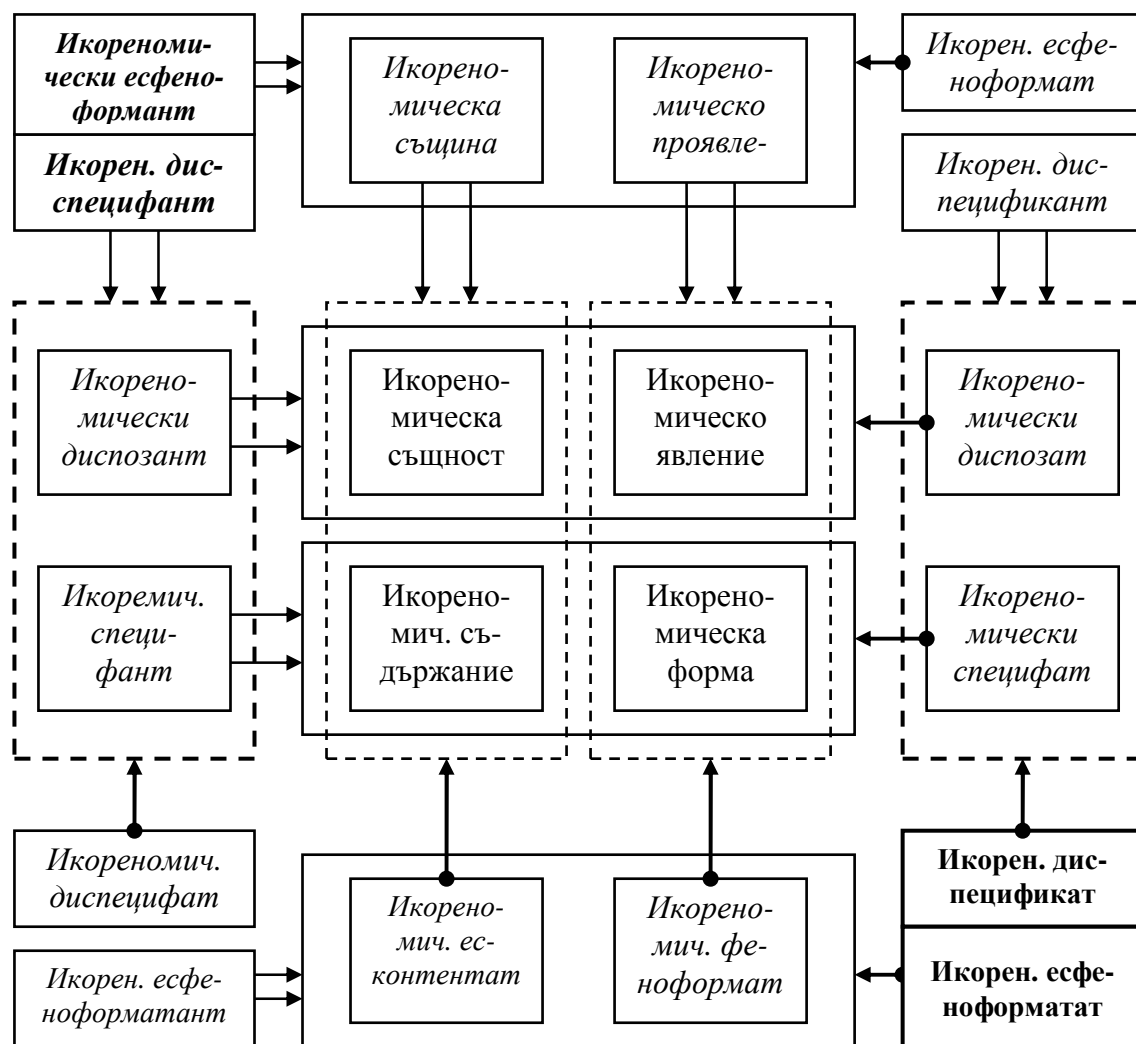 Икореноми-
чески есфено-
формант
Икорен. дис-
специфант
Икорено-
мическа
същина
Икорено-
мическо
проявле-
Икорен. есфе-
ноформат
Икорен. дис-
пецификант
Икорено-
мически
диспозант
Икорено-
мическа
същност
Икорено-
мическо
явление
Икорено-
мически
диспозат
Икоремич.
специ-
фант
Икорено-
мич. съ-
държание
Икорено-
мическа
форма
Икорено-
мически
специфат
Икореномич.
диспецифат
Икорено-
мич. ес-
контентат
Икорено-
мич. фе-
ноформат
Икорен. дис-
пецификат
Икорен. есфе-
ноформатант
Икорен. есфе-
ноформатат